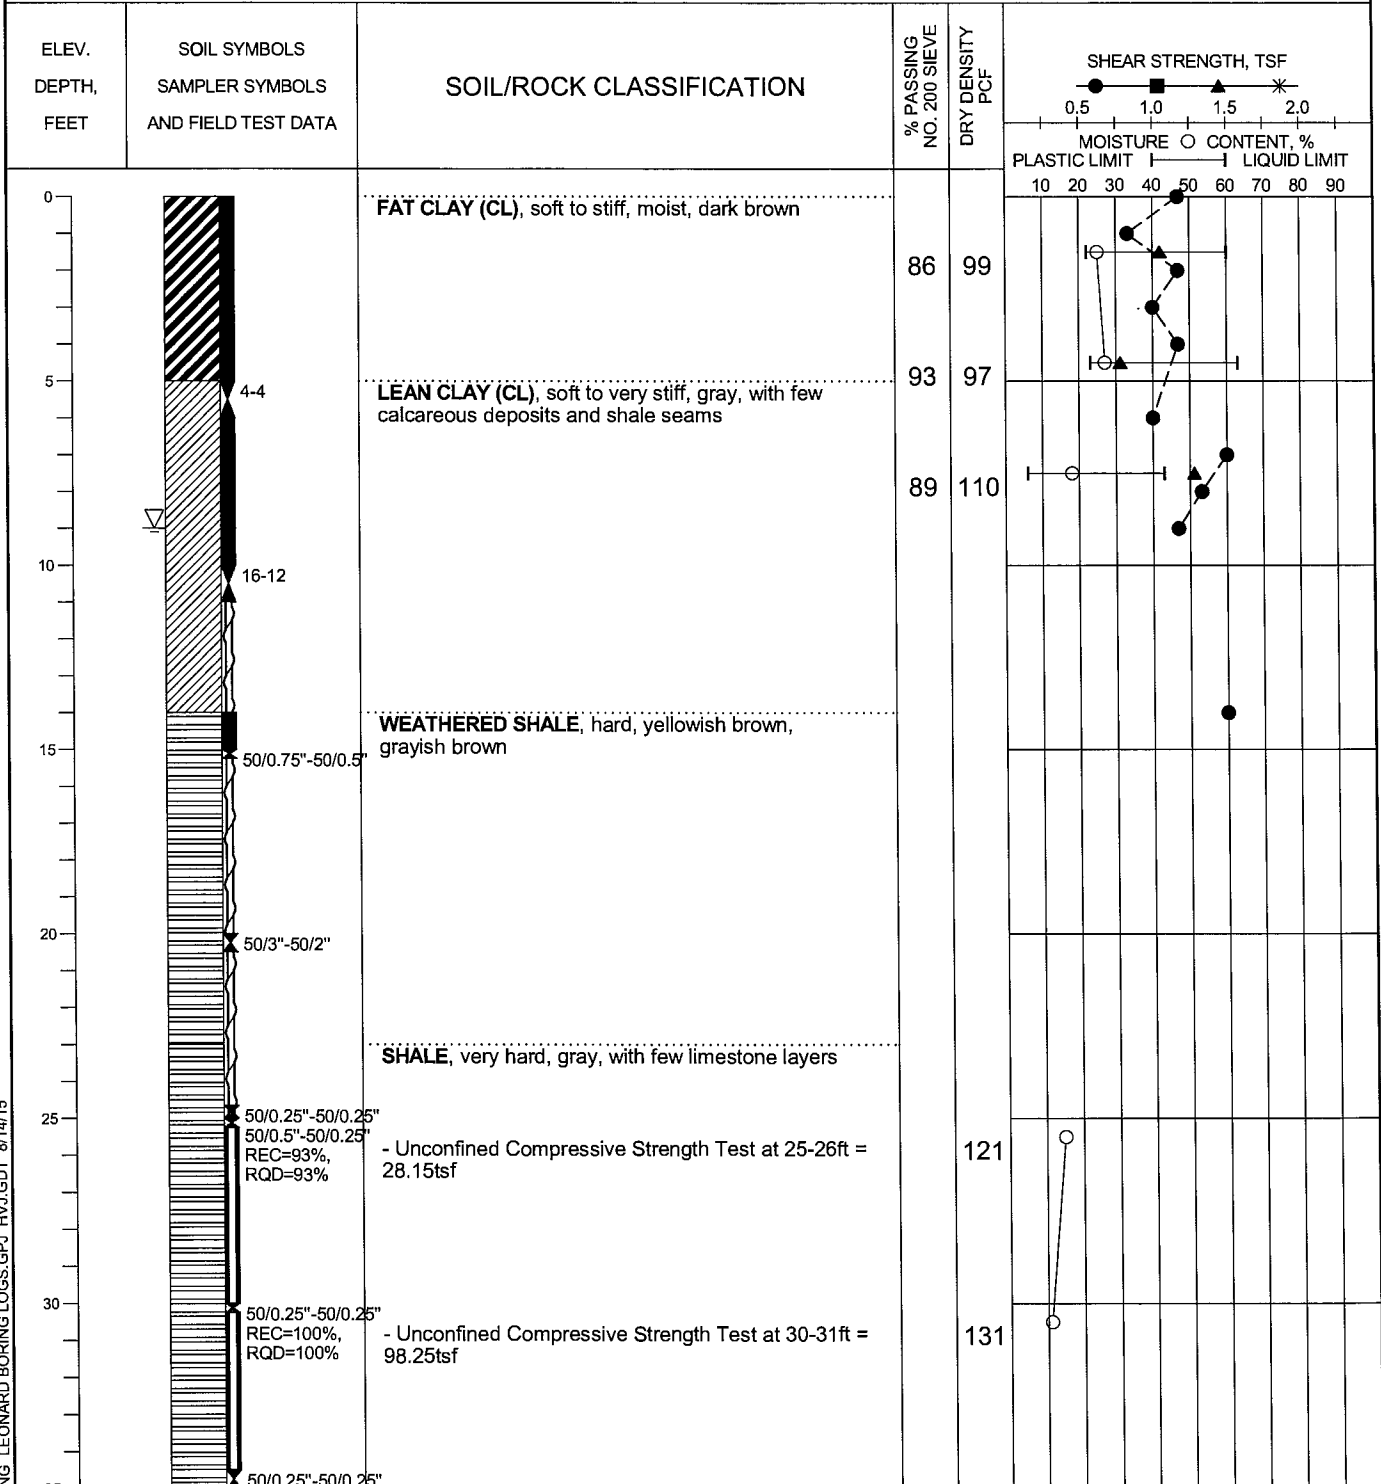 ELEV.
DEPTH,
FEET
SOIL SYMBOLS
SAMPLER SYMBOLS
AND FIELD TEST DATA
SOIL/ROCK CLASSIFICATION
% PASSING
NO. 200 SIEVE
DRY DENSITY
PCF
SHEAR STRENGTH, TSF
0.5 1.0 1.5 2.0
MOISTURE CONTENT, %
PLASTIC LIMIT LIQUID LIMIT
10 20 30 40 50 60 70 80 90
0
FAT CLAY (CL), soft to stiff, moist, dark brown
86 99
5
4-4
93 97
LEAN CLAY (CL), soft to very stiff, gray, with few
calcareous deposits and shale seams
89 110
10
16-12
WEATHERED SHALE, hard, yellowish brown,
grayish brown
15
50/0.75"-50/0.5"
20
50/3"-50/2"
SHALE, very hard, gray, with few limestone layers
25
50/0.25"-50/0.25"
50/0.5"-50/0.25"
REC=93%,
RQD=93%
- Unconfined Compressive Strength Test at 25-26ft =
28.15tsf
121
30
50/0.25"-50/0.25"
REC=100%,
RQD=100%
- Unconfined Compressive Strength Test at 30-31ft =
98.25tsf
131
50/0.25"-50/0.25"
LEONARD BORING LOGS.GPJ HVJ.GDT